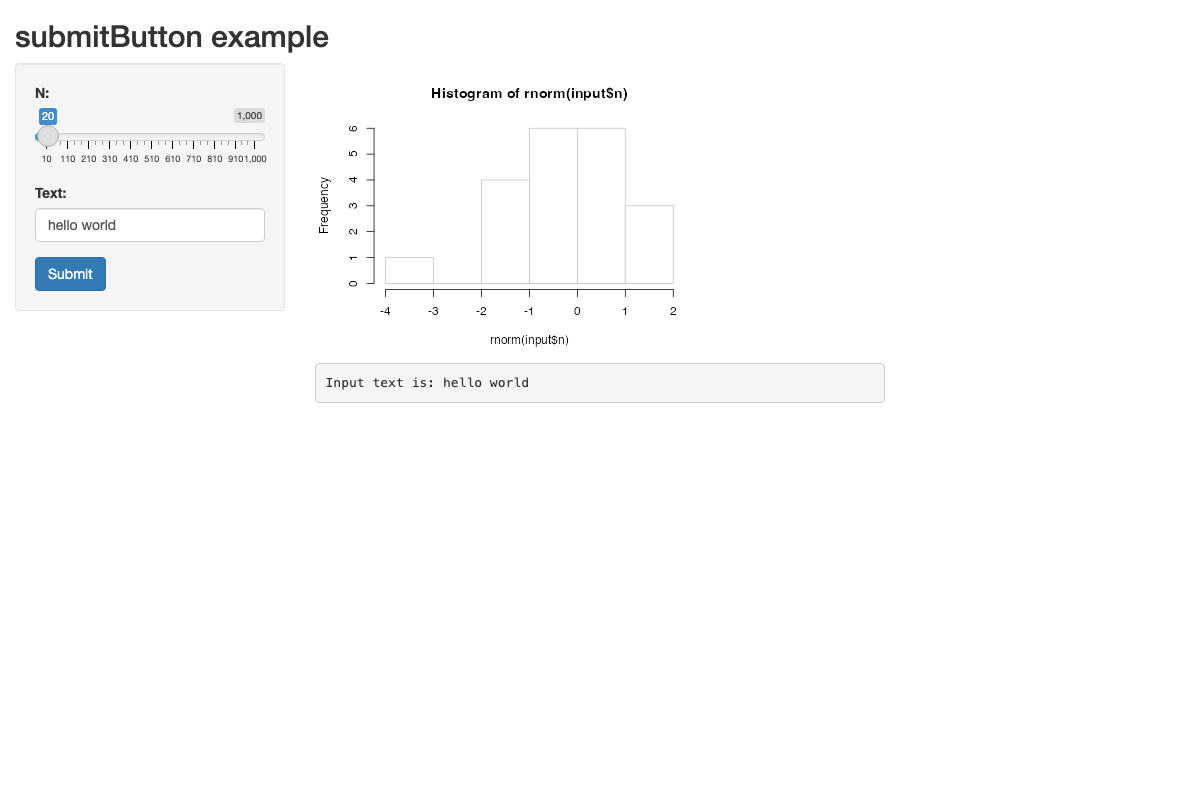 submitButton example
N:
20 1,000
10 110 210 310 410 510 610 710 810 910 1,000
Text:
hello world
Submit
Histogram of rnorm(input$n)
Frequency
6
5
4
3
2
1
0
-4 -3 -2 -1 0 1 2
rnorm(input$n)
Input text is: hello world